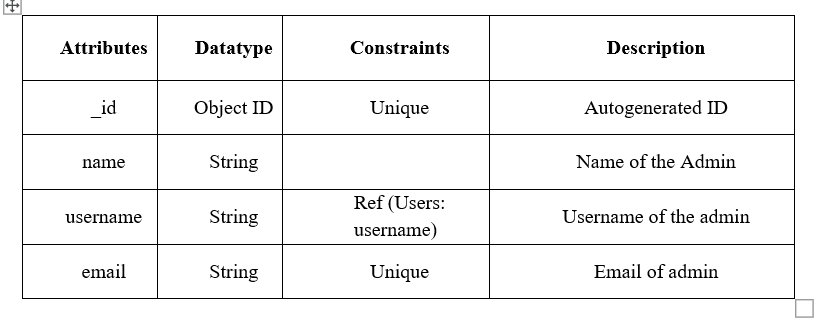 Attributes Datatype Constraints Description
_id Object ID Unique Autogenerated ID
name String Name of the Admin
username String Ref (Users: username) Username of the admin
email String Unique Email of admin